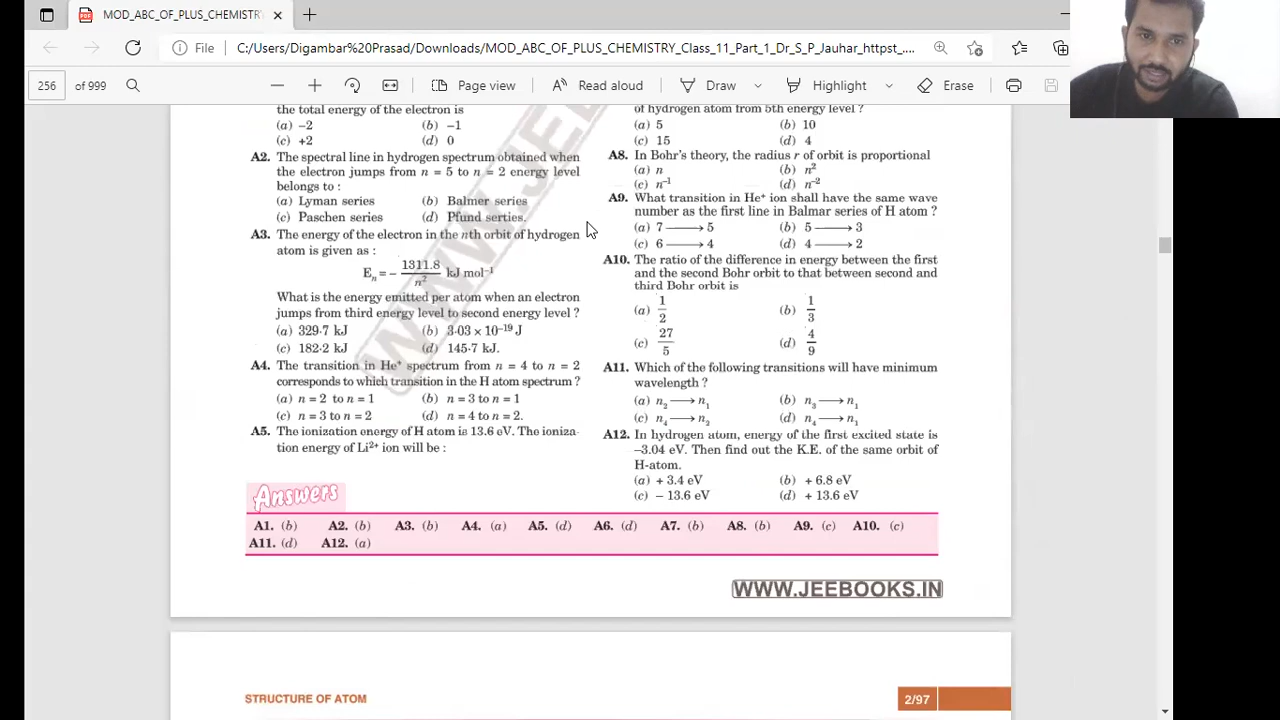 MOD_ABC_OF_PLUS_CHEMISTR
File C:/Users/Digambar%20Prasad/Downloads/MOD_ABC_OF_PLUS_CHEMISTRY_Class_11_Part_1_Dr_S_P_Jauhar_httpst_....
256 of 999 Page view Read aloud Draw Highlight Erase
the total energy of the electron is
(a) –2 (b) –1
(c) +2 (d) 0
A2. The spectral line in hydrogen spectrum obtained when
the electron jumps from n = 5 to n = 2 energy level
belongs to :
(a) Lyman series (b) Balmer series
(c) Paschen series (d) Pfund serties.
A3. The energy of the electron in the nth orbit of hydrogen
atom is given as :
Eₙ = – 1311.8 / n² kJ mol⁻¹
What is the energy emitted per atom when an electron
jumps from third energy level to second energy level ?
(a) 329·7 kJ (b) 3·03 × 10⁻¹⁹ J
(c) 182·2 kJ (d) 145·7 kJ.
A4. The transition in He⁺ spectrum from n = 4 to n = 2
corresponds to which transition in the H atom spectrum ?
(a) n = 2 to n = 1 (b) n = 3 to n = 1
(c) n = 3 to n = 2 (d) n = 4 to n = 2.
A5. The ionization energy of H atom is 13.6 eV. The ioniza-
tion energy of Li²⁺ ion will be :
of hydrogen atom from 5th energy level ?
(a) 5 (b) 10
(c) 15 (d) 4
A8. In Bohr's theory, the radius r of orbit is proportional
(a) n (b) n²
(c) n⁻¹ (d) n⁻²
A9. What transition in He⁺ ion shall have the same wave
number as the first line in Balmar series of H atom ?
(a) 7 → 5 (b) 5 → 3
(c) 6 → 4 (d) 4 → 2
A10. The ratio of the difference in energy between the first
and the second Bohr orbit to that between second and
third Bohr orbit is
(a) 1/2 (b) 1/3
(c) 27/5 (d) 4/9
A11. Which of the following transitions will have minimum
wavelength ?
(a) n₂ → n₁ (b) n₃ → n₁
(c) n₄ → n₂ (d) n₄ → n₁
A12. In hydrogen atom, energy of the first excited state is
–3.04 eV. Then find out the K.E. of the same orbit of
H-atom.
(a) + 3.4 eV (b) + 6.8 eV
(c) – 13.6 eV (d) + 13.6 eV
Answers
A1. (b) A2. (b) A3. (b) A4. (a) A5. (d) A6. (d) A7. (b) A8. (b) A9. (c) A10. (c)
A11. (d) A12. (a)
WWW.JEEBOOKS.IN
STRUCTURE OF ATOM 2/97